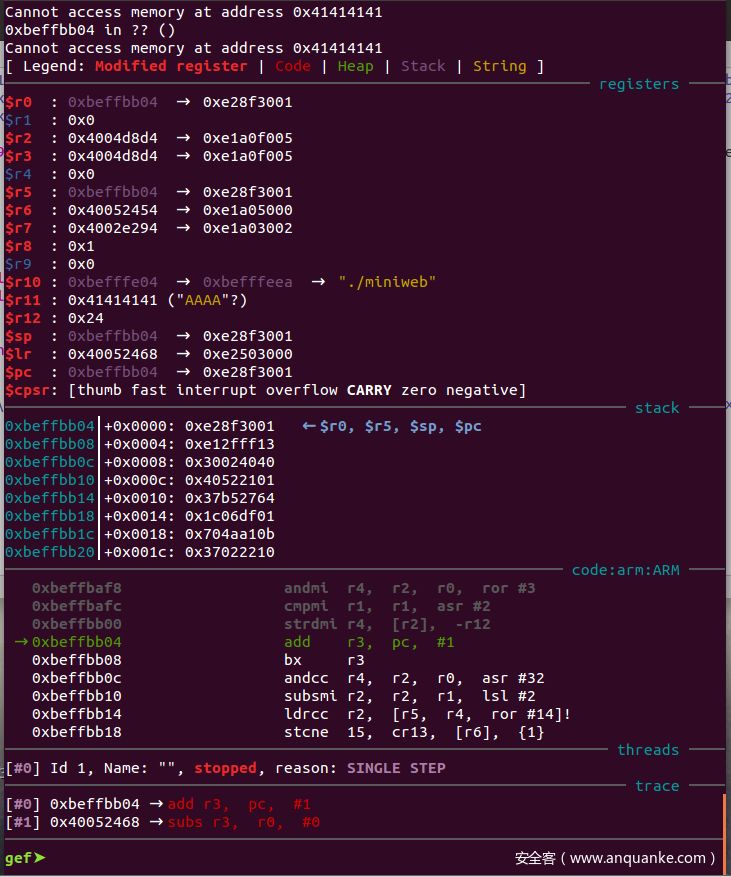 Cannot access memory at address 0x41414141
0xbeffbb04 in ?? ()
Cannot access memory at address 0x41414141
[ Legend: Modified register | Code | Heap | Stack | String ]
registers
$r0  : 0xbeffbb04  →  0xe28f3001
$r1  : 0x0
$r2  : 0x4004d8d4  →  0xe1a0f005
$r3  : 0x4004d8d4  →  0xe1a0f005
$r4  : 0x0
$r5  : 0xbeffbb04  →  0xe28f3001
$r6  : 0x40052454  →  0xe1a05000
$r7  : 0x4002e294  →  0xe1a03002
$r8  : 0x1
$r9  : 0x0
$r10 : 0xbefffe04  →  0xbefffeea  →  "./miniweb"
$r11 : 0x41414141 ("AAAA"?)
$r12 : 0x24
$sp  : 0xbeffbb04  →  0xe28f3001
$lr  : 0x40052468  →  0xe2503000
$pc  : 0xbeffbb04  →  0xe28f3001
$cpsr: [thumb fast interrupt overflow CARRY zero negative]
stack
0xbeffbb04│+0x0000: 0xe28f3001   ←$r0, $r5, $sp, $pc
0xbeffbb08│+0x0004: 0xe12fff13
0xbeffbb0c│+0x0008: 0x30024040
0xbeffbb10│+0x000c: 0x40522101
0xbeffbb14│+0x0010: 0x37b52764
0xbeffbb18│+0x0014: 0x1c06df01
0xbeffbb1c│+0x0018: 0x704aa10b
0xbeffbb20│+0x001c: 0x37022210
code:arm:ARM
0xbeffbaf8 andmi r4, r2, r0, ror #3
0xbeffbafc cmpmi r1, r1, asr #2
0xbeffbb00 strdmi r4, [r2], -r12
→0xbeffbb04 add r3, pc, #1
0xbeffbb08 bx r3
0xbeffbb0c andcc r4, r2, r0, asr #32
0xbeffbb10 subsmi r2, r2, r1, lsl #2
0xbeffbb14 ldrcc r2, [r5, r4, ror #14]!
0xbeffbb18 stcne 15, cr13, [r6], {1}
threads
[#0] Id 1, Name: "", stopped, reason: SINGLE STEP
trace
[#0] 0xbeffbb04 →add r3, pc, #1
[#1] 0x40052468 →subs r3, r0, #0
gef➤
安全客（www.anquanke.com）